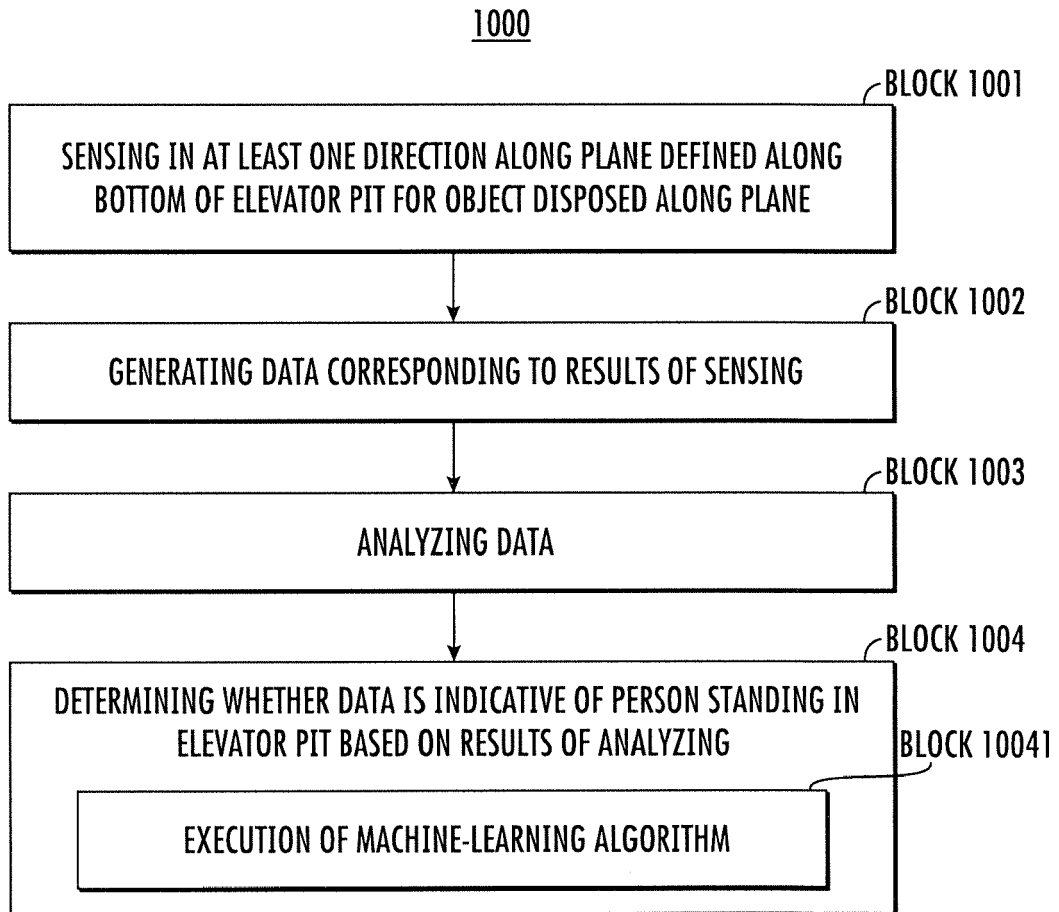 1000
BLOCK 1001
SENSING IN AT LEAST ONE DIRECTION ALONG PLANE DEFINED ALONG
BOTTOM OF ELEVATOR PIT FOR OBJECT DISPOSED ALONG PLANE
BLOCK 1002
GENERATING DATA CORRESPONDING TO RESULTS OF SENSING
BLOCK 1003
ANALYZING DATA
BLOCK 1004
DETERMINING WHETHER DATA IS INDICATIVE OF PERSON STANDING IN
ELEVATOR PIT BASED ON RESULTS OF ANALYZING
BLOCK 10041
EXECUTION OF MACHINE-LEARNING ALGORITHM